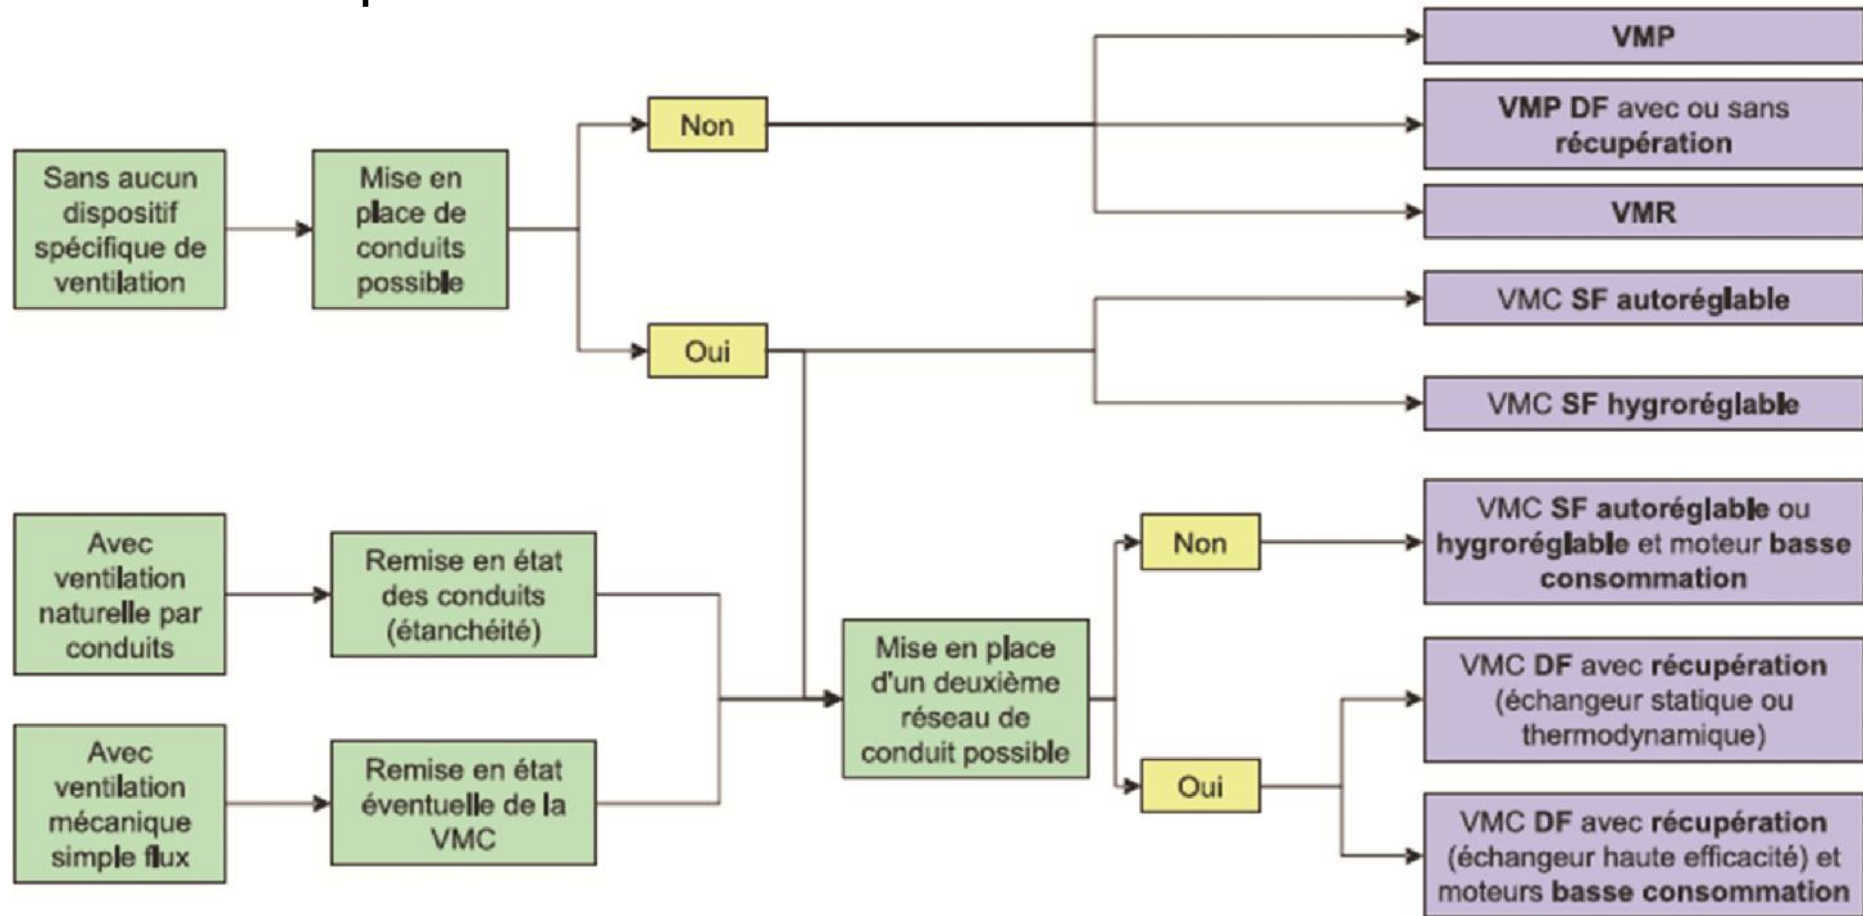 Sans aucun
dispositif
spécifique de
ventilation
Mise en
place de
conduits
possible
Non
Oui
VMP
VMP DF avec ou sans
récupération
VMR
VMC SF autoréglable
VMC SF hygroréglable
Avec
ventilation
naturelle par
conduits
Remise en état
des conduits
(étanchéité)
Avec
ventilation
mécanique
simple flux
Remise en état
éventuelle de la
VMC
Mise en place
d'un deuxième
réseau de
conduit possible
Non
Oui
VMC SF autoréglable ou
hygroréglable et moteur basse
consommation
VMC DF avec récupération
(échangeur statique ou
thermodynamique)
VMC DF avec récupération
(échangeur haute efficacité) et
moteurs basse consommation